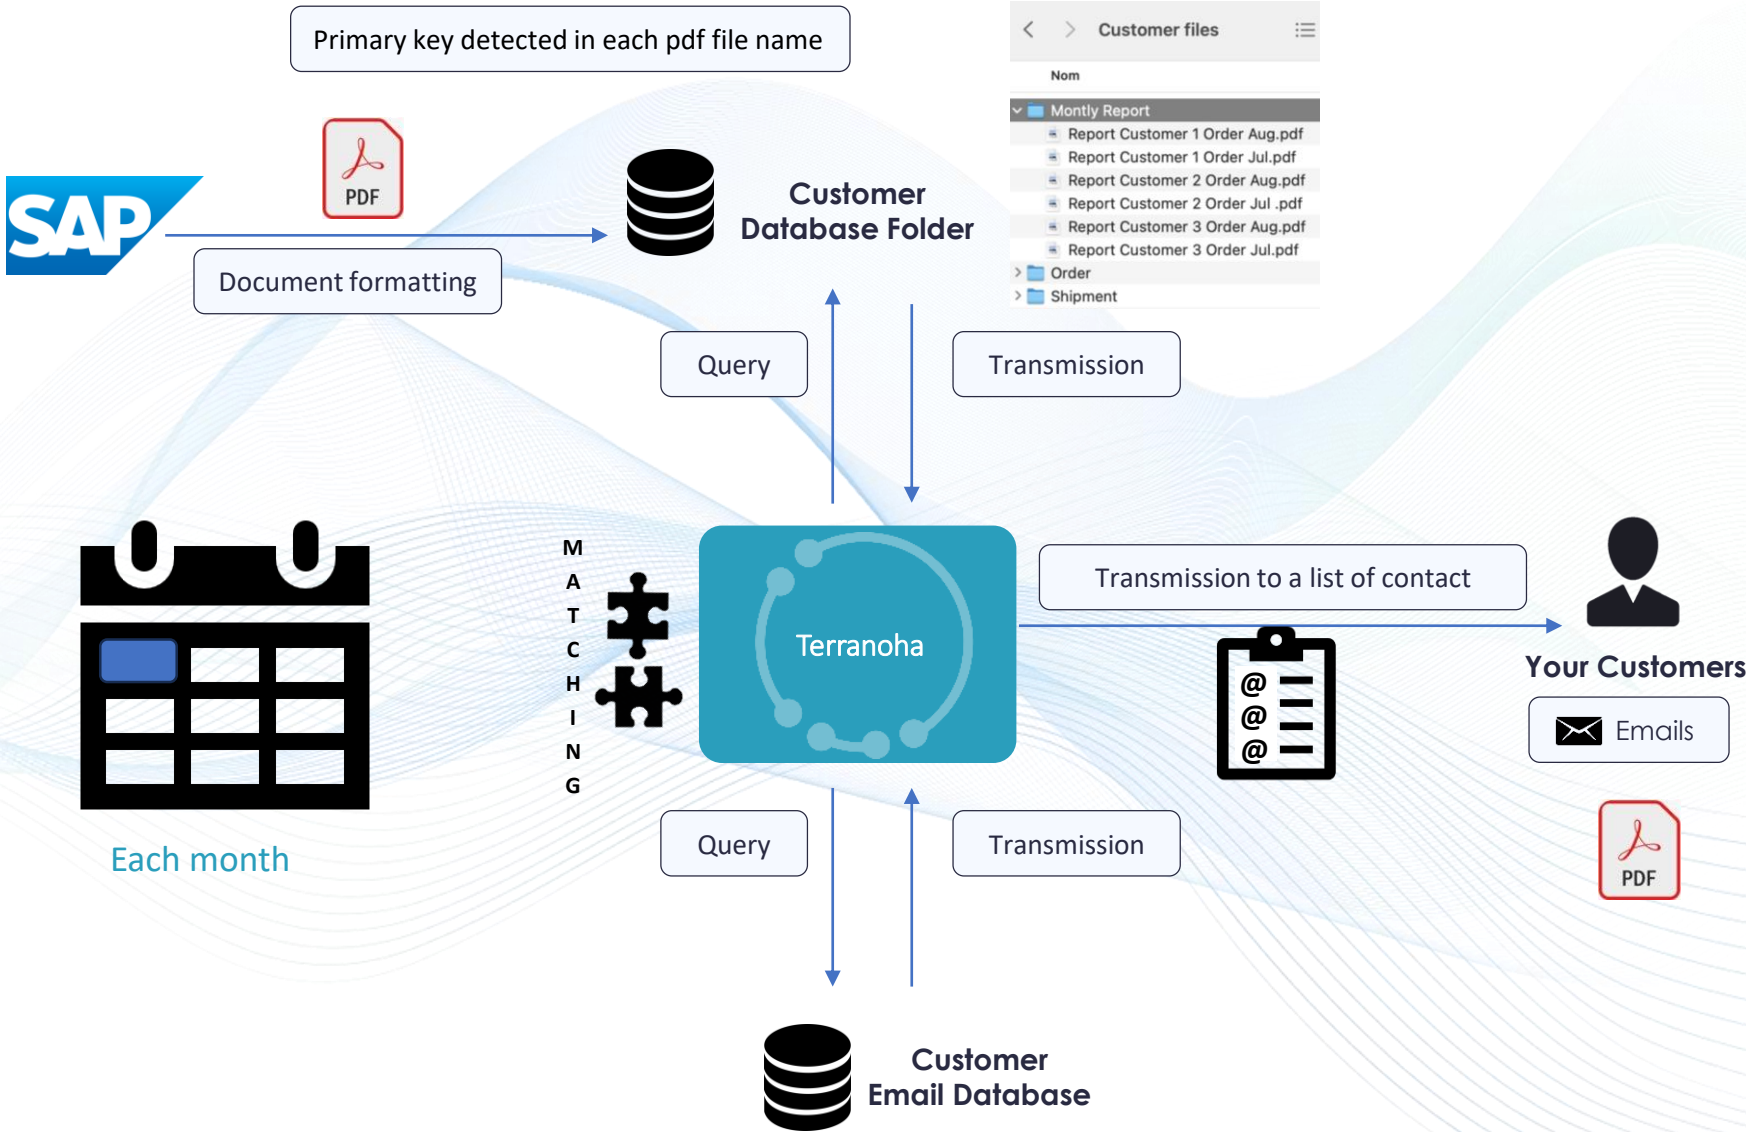 Primary key detected in each pdf file name
Customer files
Nom
Montly Report
Report Customer 1 Order Aug.pdf
Report Customer 1 Order Jul.pdf
Report Customer 2 Order Aug.pdf
Report Customer 2 Order Jul .pdf
Report Customer 3 Order Aug.pdf
Report Customer 3 Order Jul.pdf
Order
Shipment
PDF
SAP
Document formatting
Customer
Database Folder
Query
Transmission
MATCHING
Terranoha
Transmission to a list of contact
@
@
@
Your Customers
Emails
PDF
Each month
Query
Transmission
Customer
Email Database